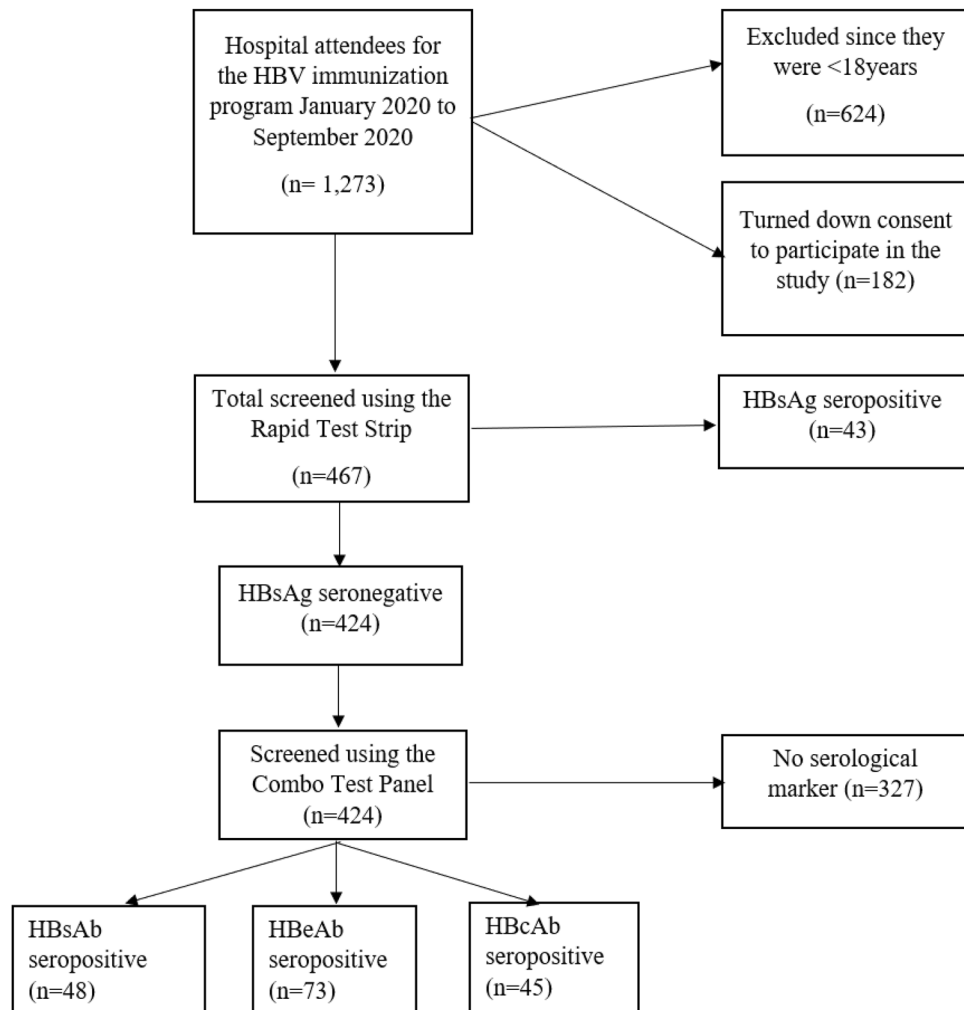 Hospital attendees for
the HBV immunization
program January 2020 to
September 2020
(n= 1,273)
Excluded since they
were <18years
(n=624)
Turned down consent
to participate in the
study (n=182)
Total screened using the
Rapid Test Strip
(n=467)
HBsAg seropositive
(n=43)
HBsAg seronegative
(n=424)
Screened using the
Combo Test Panel
(n=424)
No serological
marker (n=327)
HBsAb
seropositive
(n=48)
HBeAb
seropositive
(n=73)
HBcAb
seropositive
(n=45)